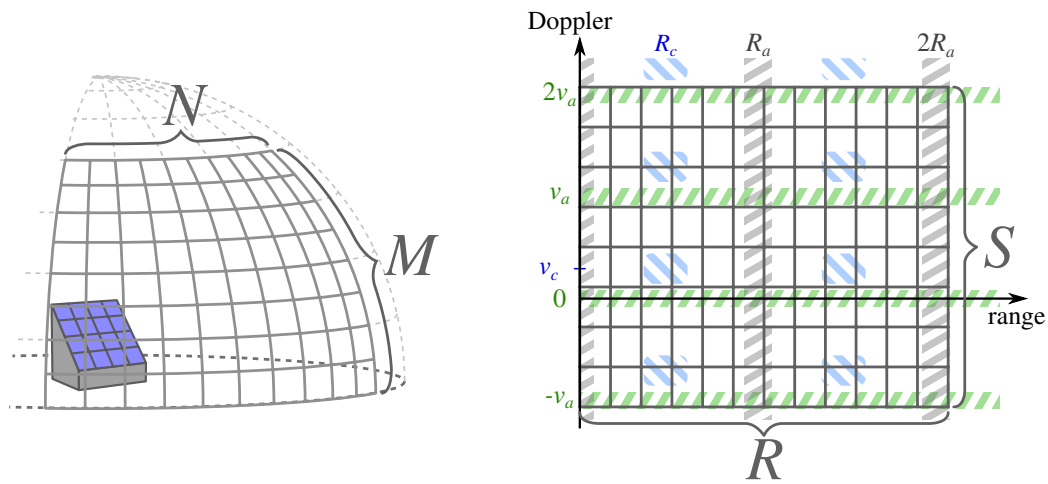 N
M
Doppler
R_c
R_a
2R_a
2v_a
v_a
v_c
0
-v_a
S
range
R